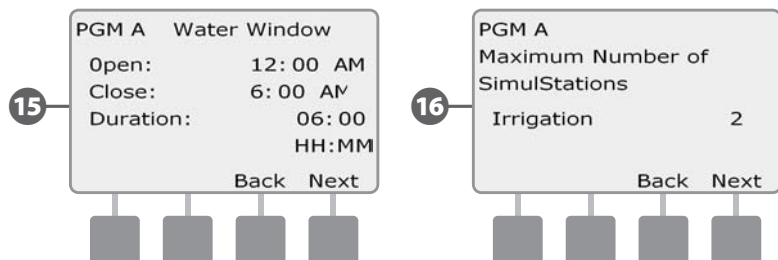 PGM A Water Window
Open: 12:00 AM
Close: 6:00 AM
Duration: 06:00
HH:MM
Back Next
15
PGM A
Maximum Number of
SimulStations
Irrigation 2
Back Next
16